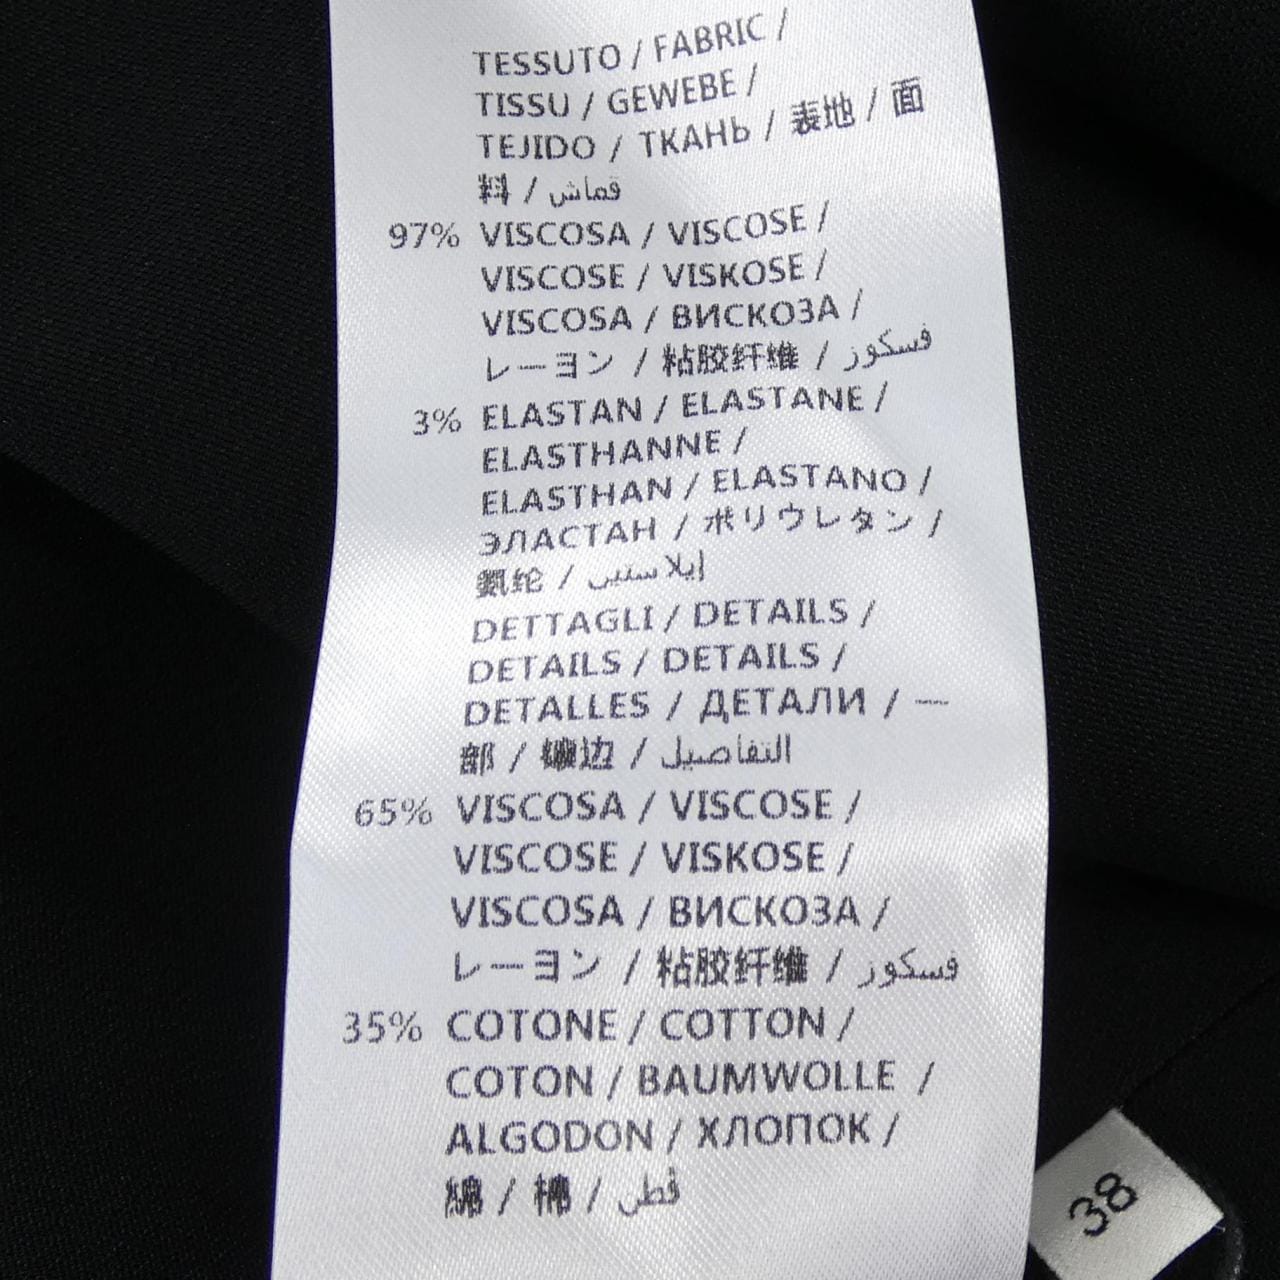 TESSUTO / FABRIC /
TISSU / GEWEBE /
TEJIDO / ТКАНЬ / 表地 / 面
料 / قماش
97% VISCOSA / VISCOSE /
VISCOSE / VISKOSE /
VISCOSA / ВИСКОЗА /
レーヨン / 粘胶纤维 / فسكوز
3% ELASTAN / ELASTANE /
ELASTHANNE /
ELASTHAN / ELASTANO /
ЭЛАСТАН / ポリウレタン /
氨纶 / إيلاستين
DETTAGLI / DETAILS /
DETAILS / DETAILS /
DETALLES / ДЕТАЛИ / 一
部 / 镶边 / التفاصيل
65% VISCOSA / VISCOSE /
VISCOSE / VISKOSE /
VISCOSA / ВИСКОЗА /
レーヨン / 粘胶纤维 / فسكوز
35% COTONE / COTTON /
COTON / BAUMWOLLE /
ALGODON / ХЛОПОК /
綿 / 棉 / قطن
38